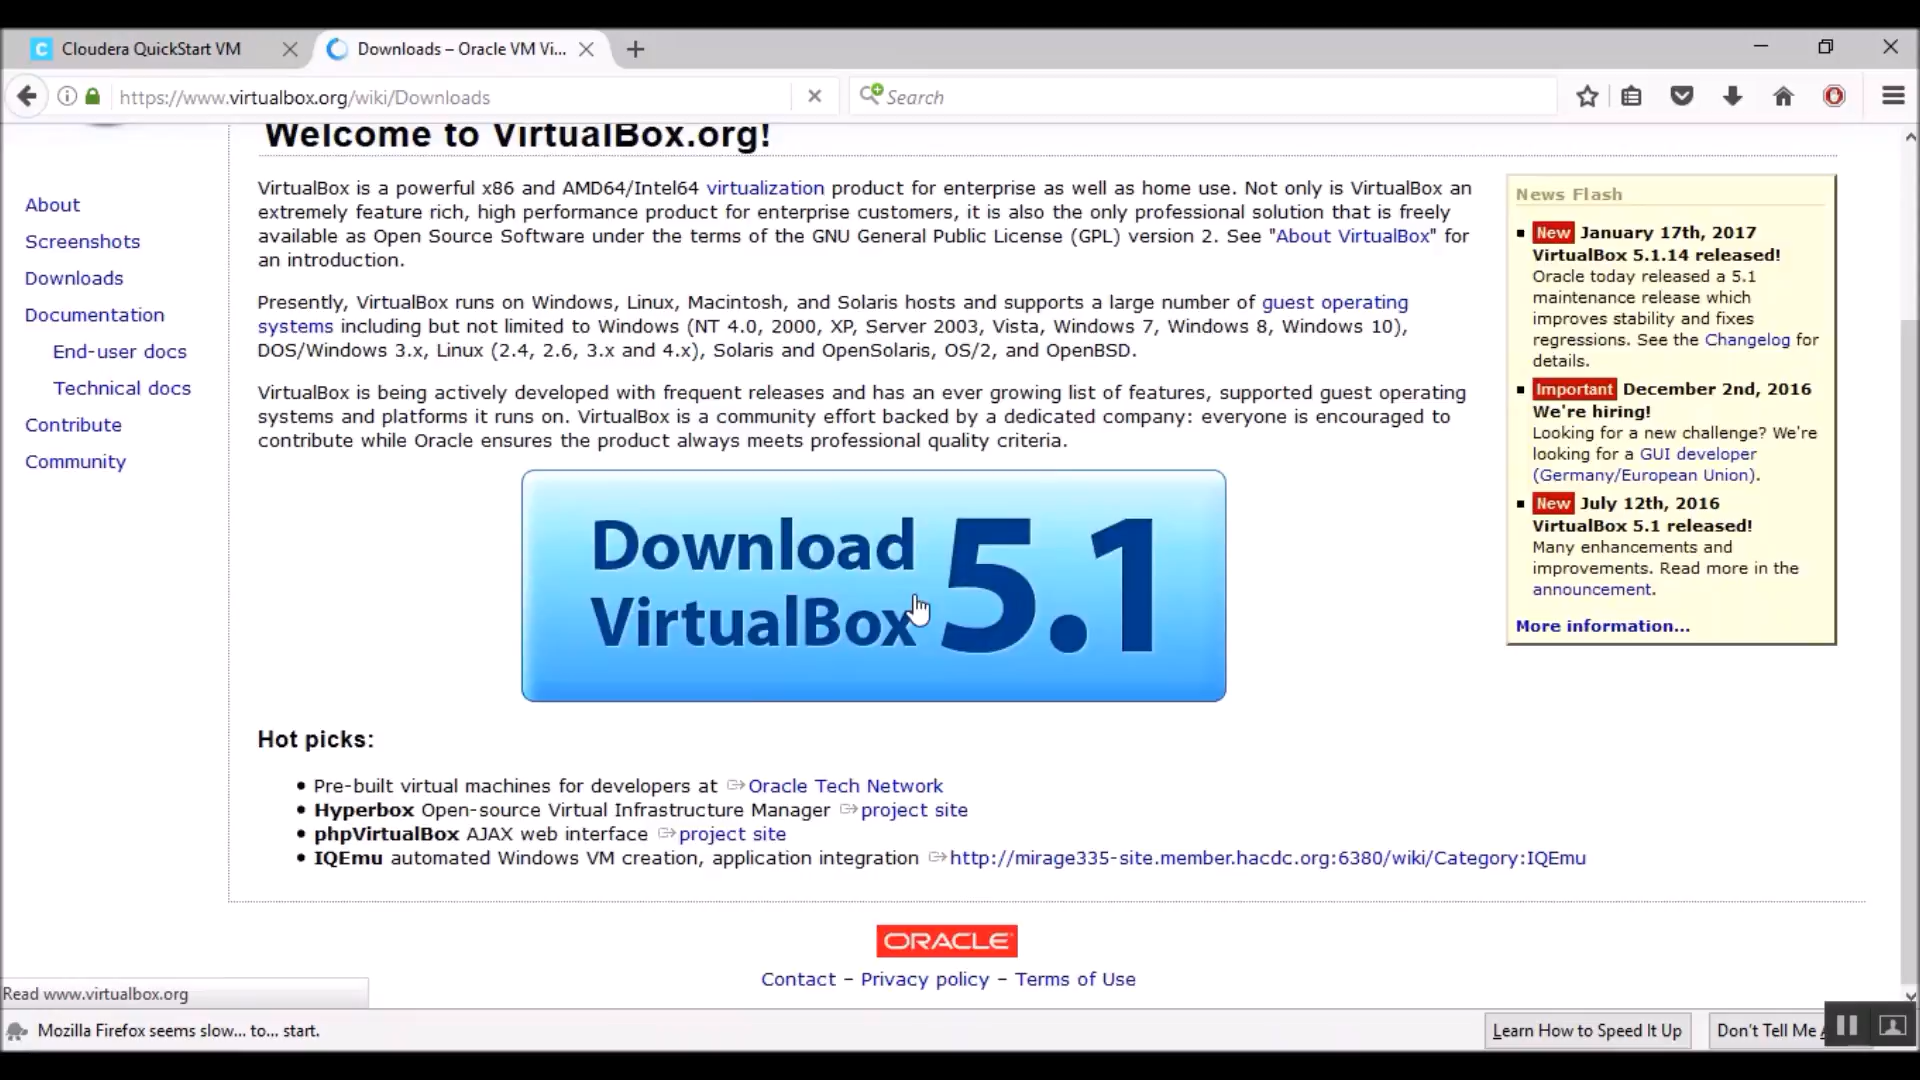 Cloudera QuickStart VM
Downloads – Oracle VM Vi...
https://www.virtualbox.org/wiki/Downloads
Search
Welcome to VirtualBox.org!
About
Screenshots
Downloads
Documentation
End-user docs
Technical docs
Contribute
Community
VirtualBox is a powerful x86 and AMD64/Intel64 virtualization product for enterprise as well as home use. Not only is VirtualBox an
extremely feature rich, high performance product for enterprise customers, it is also the only professional solution that is freely
available as Open Source Software under the terms of the GNU General Public License (GPL) version 2. See "About VirtualBox" for
an introduction.
Presently, VirtualBox runs on Windows, Linux, Macintosh, and Solaris hosts and supports a large number of guest operating
systems including but not limited to Windows (NT 4.0, 2000, XP, Server 2003, Vista, Windows 7, Windows 8, Windows 10),
DOS/Windows 3.x, Linux (2.4, 2.6, 3.x and 4.x), Solaris and OpenSolaris, OS/2, and OpenBSD.
VirtualBox is being actively developed with frequent releases and has an ever growing list of features, supported guest operating
systems and platforms it runs on. VirtualBox is a community effort backed by a dedicated company: everyone is encouraged to
contribute while Oracle ensures the product always meets professional quality criteria.
Download
VirtualBox
5.1
Hot picks:
Pre-built virtual machines for developers at Oracle Tech Network
Hyperbox Open-source Virtual Infrastructure Manager project site
phpVirtualBox AJAX web interface project site
IQEmu automated Windows VM creation, application integration http://mirage335-site.member.hacdc.org:6380/wiki/Category:IQEmu
News Flash
New January 17th, 2017
VirtualBox 5.1.14 released!
Oracle today released a 5.1
maintenance release which
improves stability and fixes
regressions. See the Changelog for
details.
Important December 2nd, 2016
We're hiring!
Looking for a new challenge? We're
looking for a GUI developer
(Germany/European Union).
New July 12th, 2016
VirtualBox 5.1 released!
Many enhancements and
improvements. Read more in the
announcement.
More information...
ORACLE
Contact – Privacy policy – Terms of Use
Read www.virtualbox.org
Mozilla Firefox seems slow... to... start.
Learn How to Speed It Up
Don't Tell Me